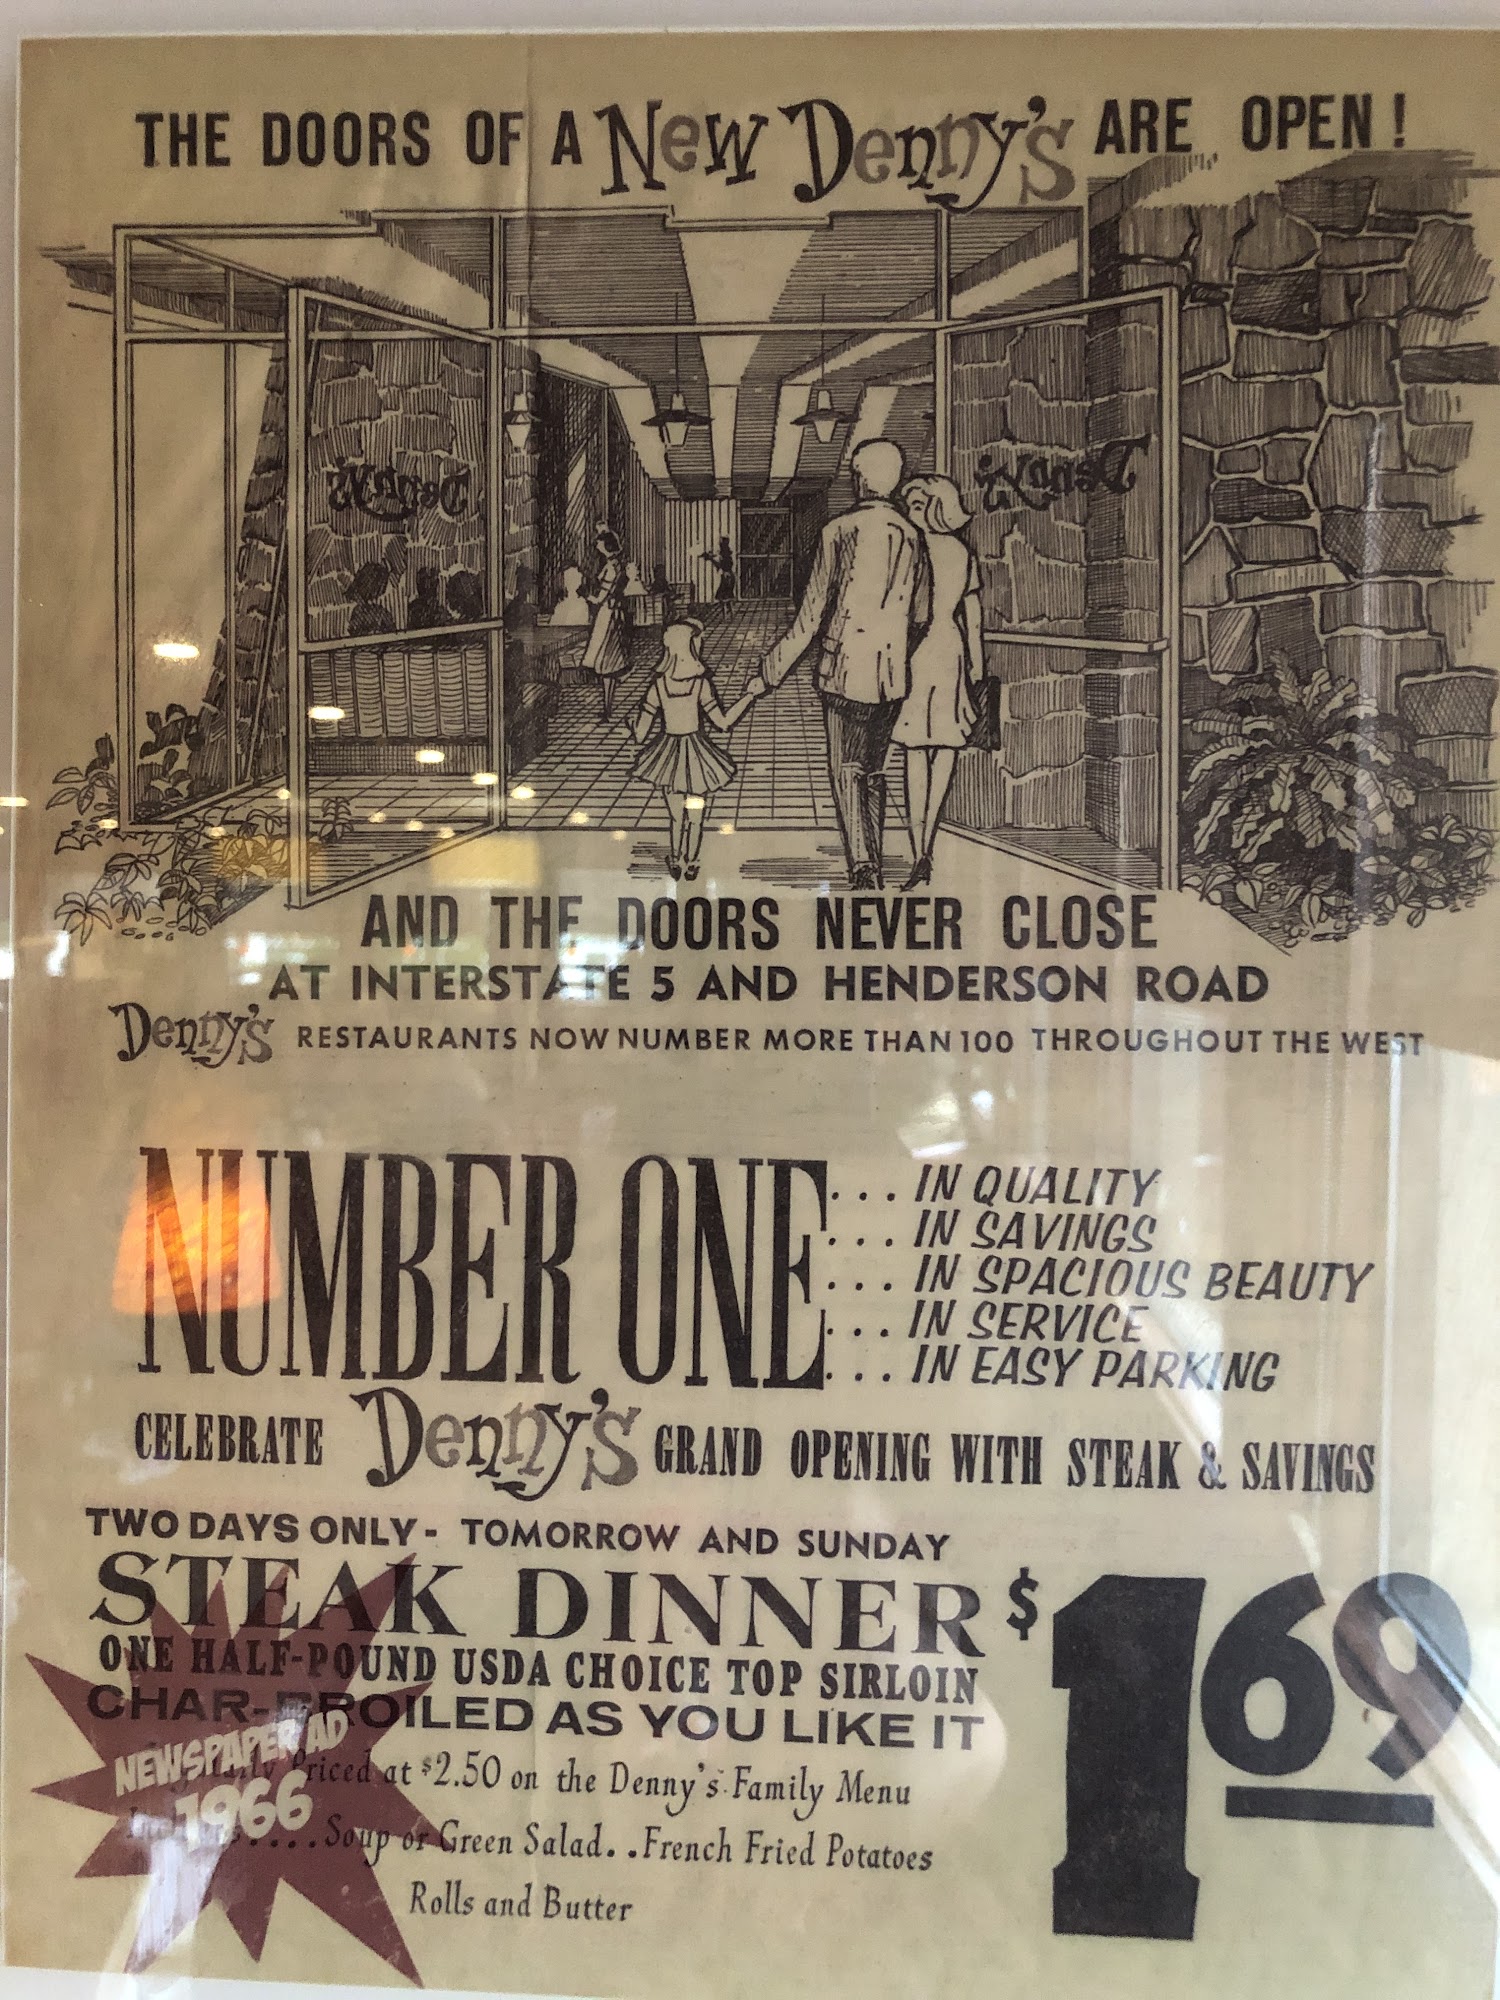 THE DOORS OF A New Denny's ARE OPEN!
Denny's
Denny's
AND THE DOORS NEVER CLOSE
AT INTERSTATE 5 AND HENDERSON ROAD
Denny's RESTAURANTS NOW NUMBER MORE THAN 100 THROUGHOUT THE WEST
NUMBER ONE
... IN QUALITY
... IN SAVINGS
... IN SPACIOUS BEAUTY
... IN SERVICE
... IN EASY PARKING
CELEBRATE Denny's GRAND OPENING WITH STEAK & SAVINGS
TWO DAYS ONLY - TOMORROW AND SUNDAY
STEAK DINNER $1.69
ONE HALF-POUND USDA CHOICE TOP SIRLOIN
CHAR-BROILED AS YOU LIKE IT
Priced at $2.50 on the Denny's Family Menu
....Soup or Green Salad. .French Fried Potatoes
Rolls and Butter
NEWSPAPER AD
1966